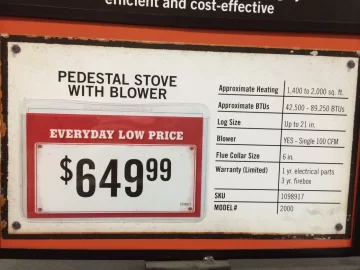 efficient and cost-effective
PEDESTAL STOVE
WITH BLOWER
EVERYDAY LOW PRICE
$649.99
Approximate Heating 1,400 to 2,000 sq. ft.
Approximate BTUs 42,500 - 89,250 BTUs
Log Size Up to 21 in.
Blower YES - Single 100 CFM
Flue Collar Size 6 in.
Warranty (Limited) 1 yr. electrical parts
3 yr. firebox
SKU 1098917
MODEL# 2000